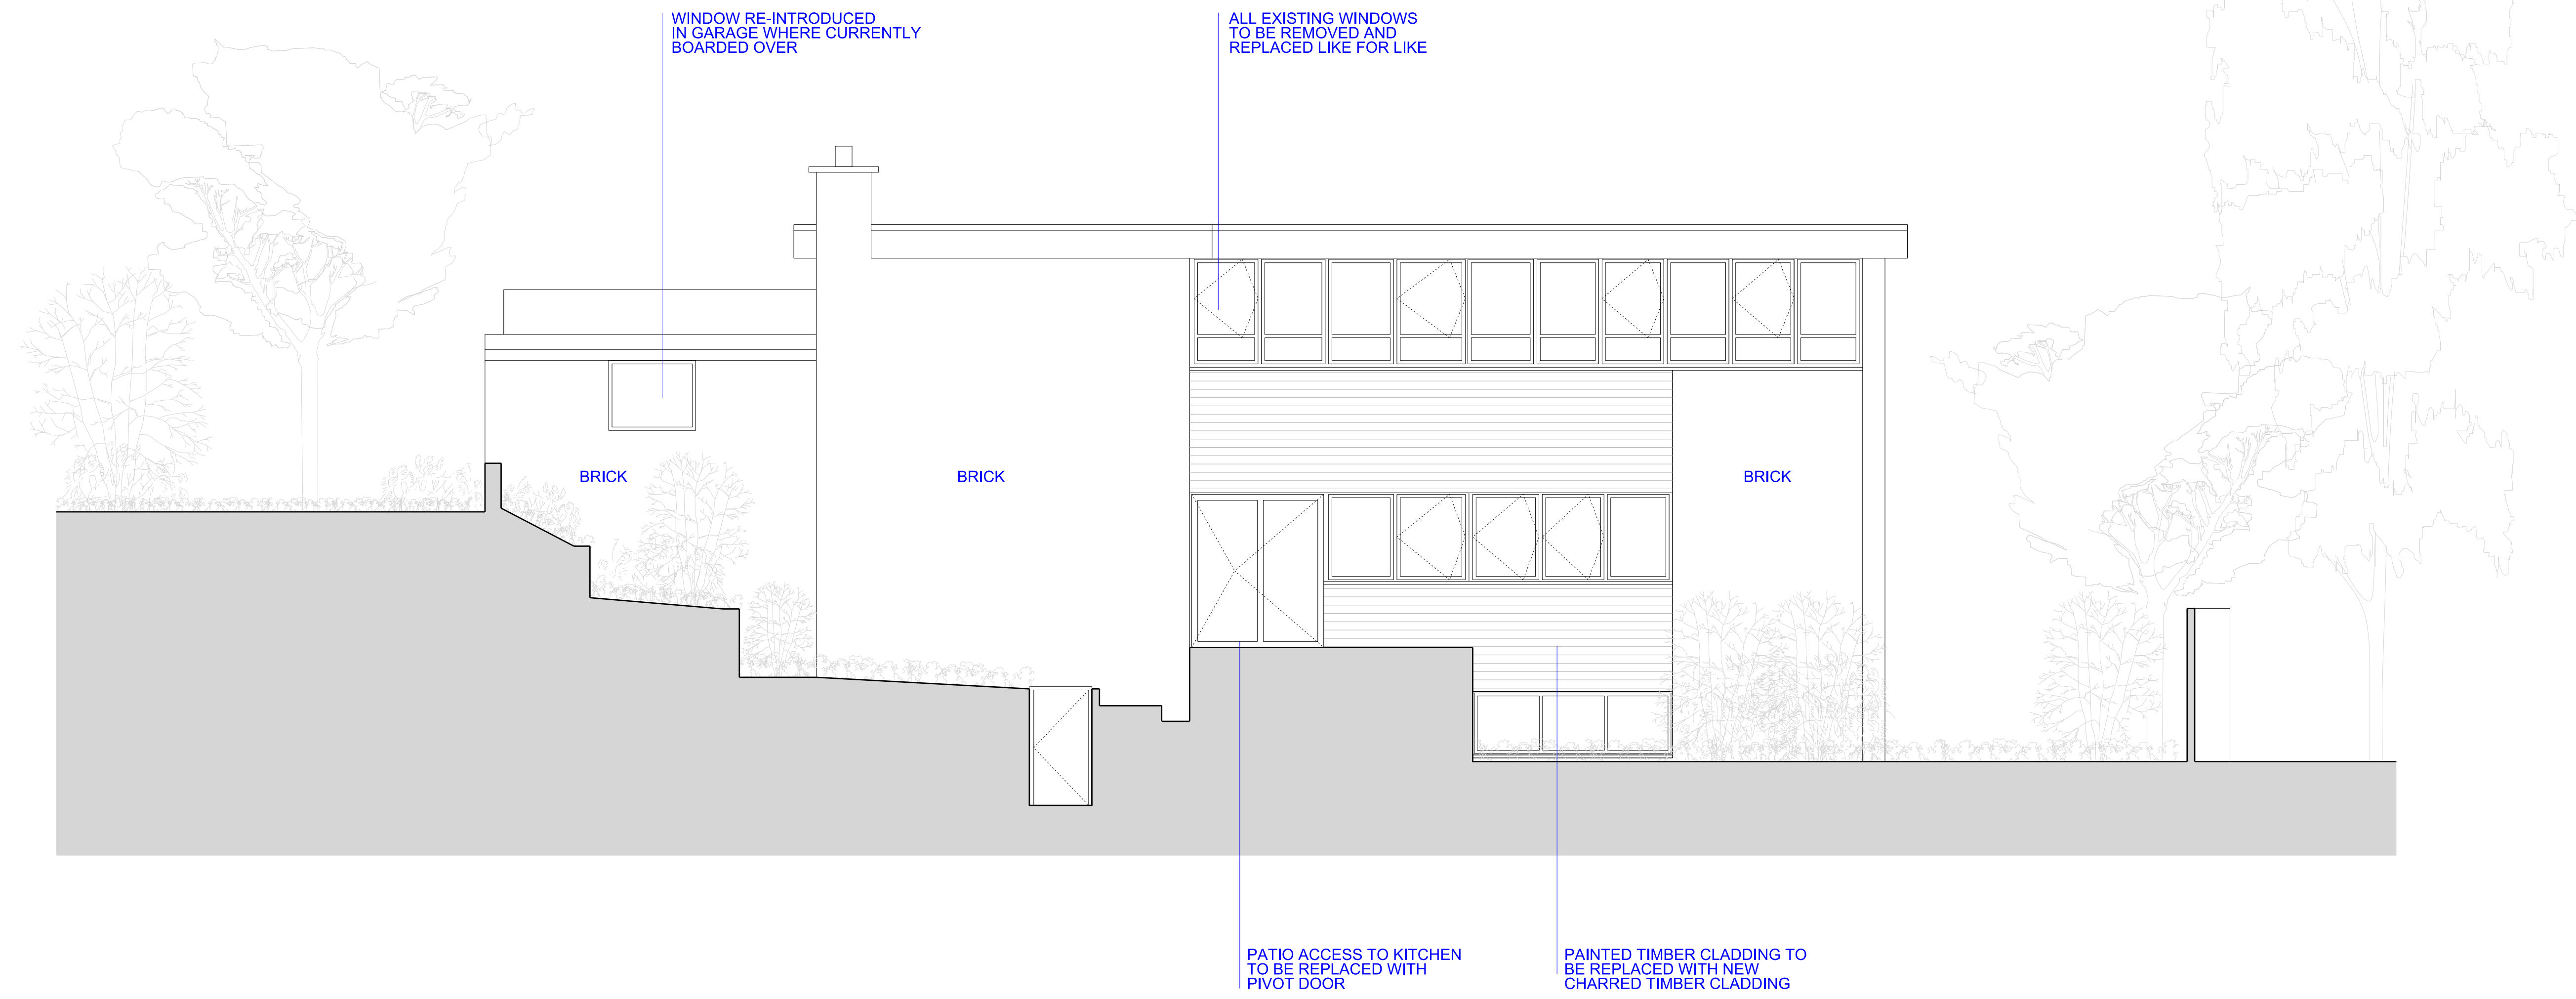 WINDOW RE-INTRODUCED
IN GARAGE WHERE CURRENTLY
BOARDED OVER
ALL EXISTING WINDOWS
TO BE REMOVED AND
REPLACED LIKE FOR LIKE
BRICK
BRICK
BRICK
PATIO ACCESS TO KITCHEN
TO BE REPLACED WITH
PIVOT DOOR
PAINTED TIMBER CLADDING TO
BE REPLACED WITH NEW
CHARRED TIMBER CLADDING